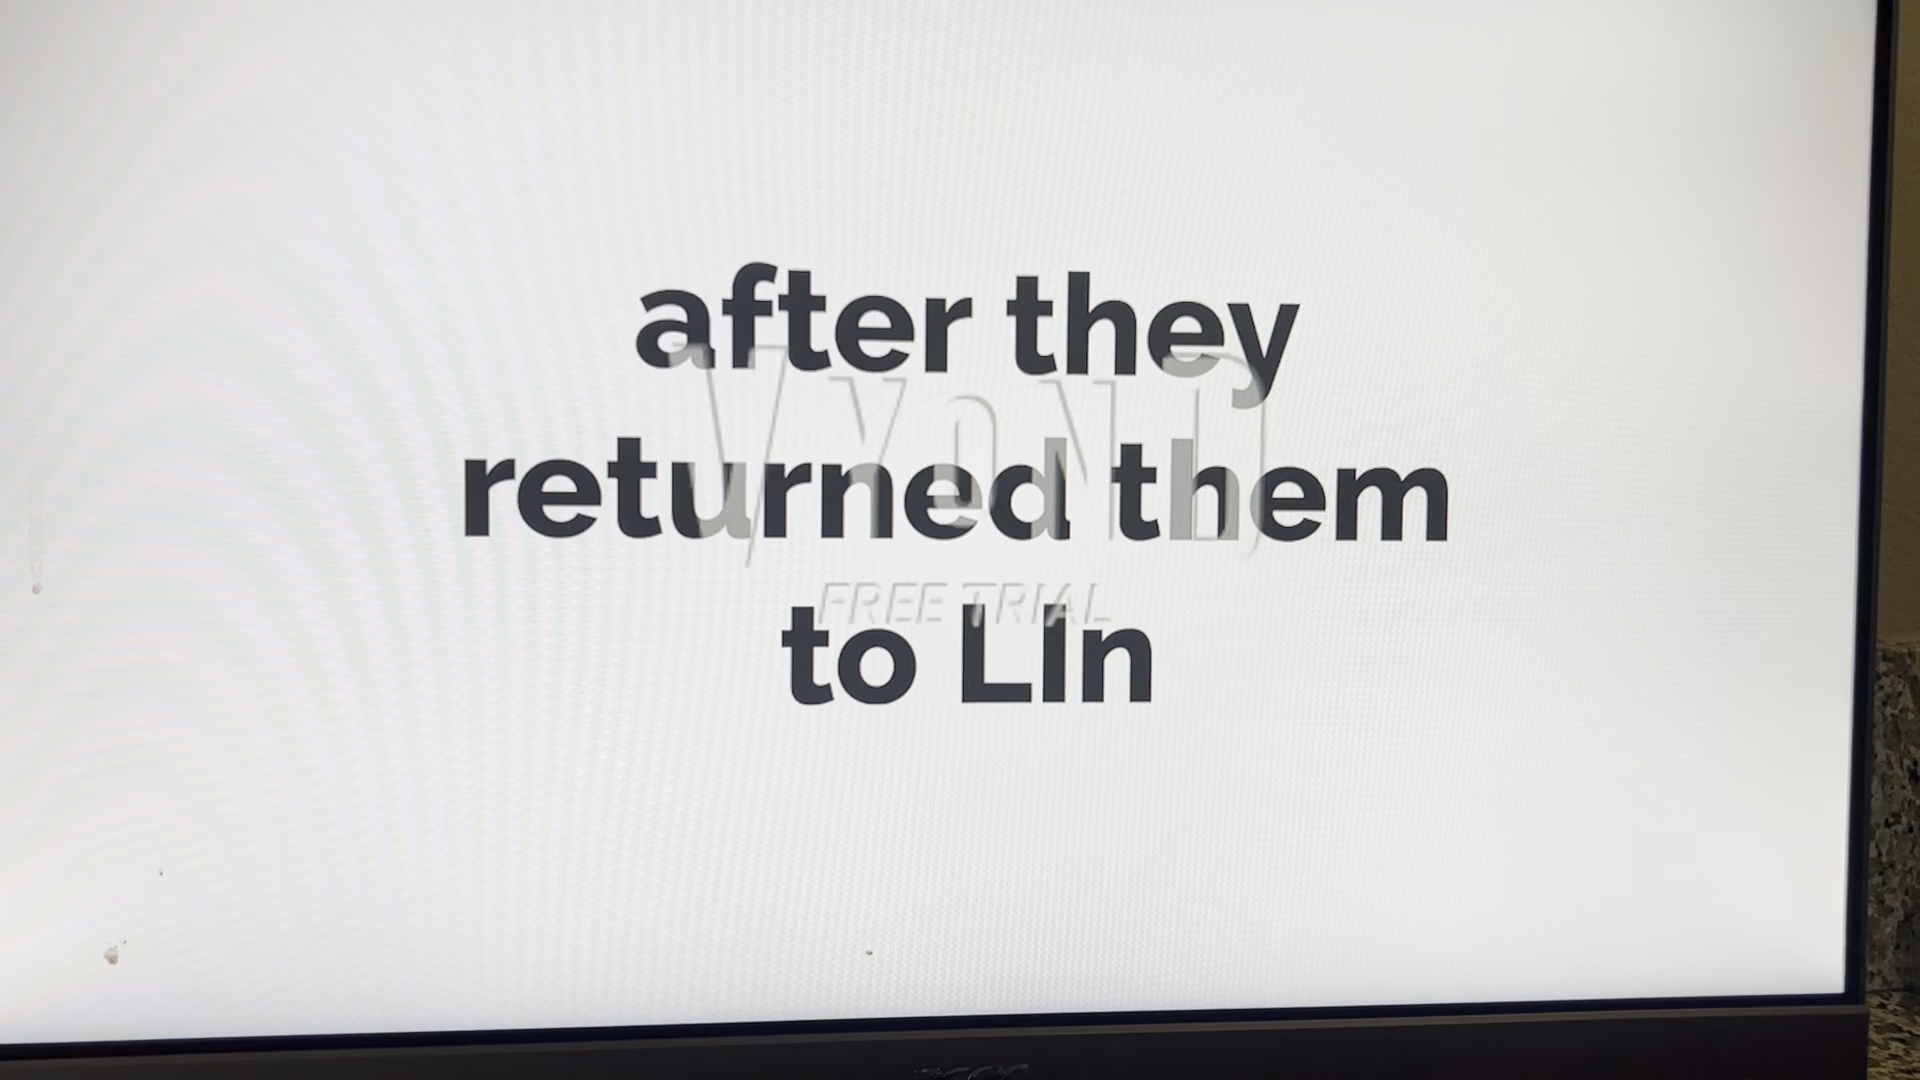 after they
returned them
to LIn
VYOND
FREE TRIAL